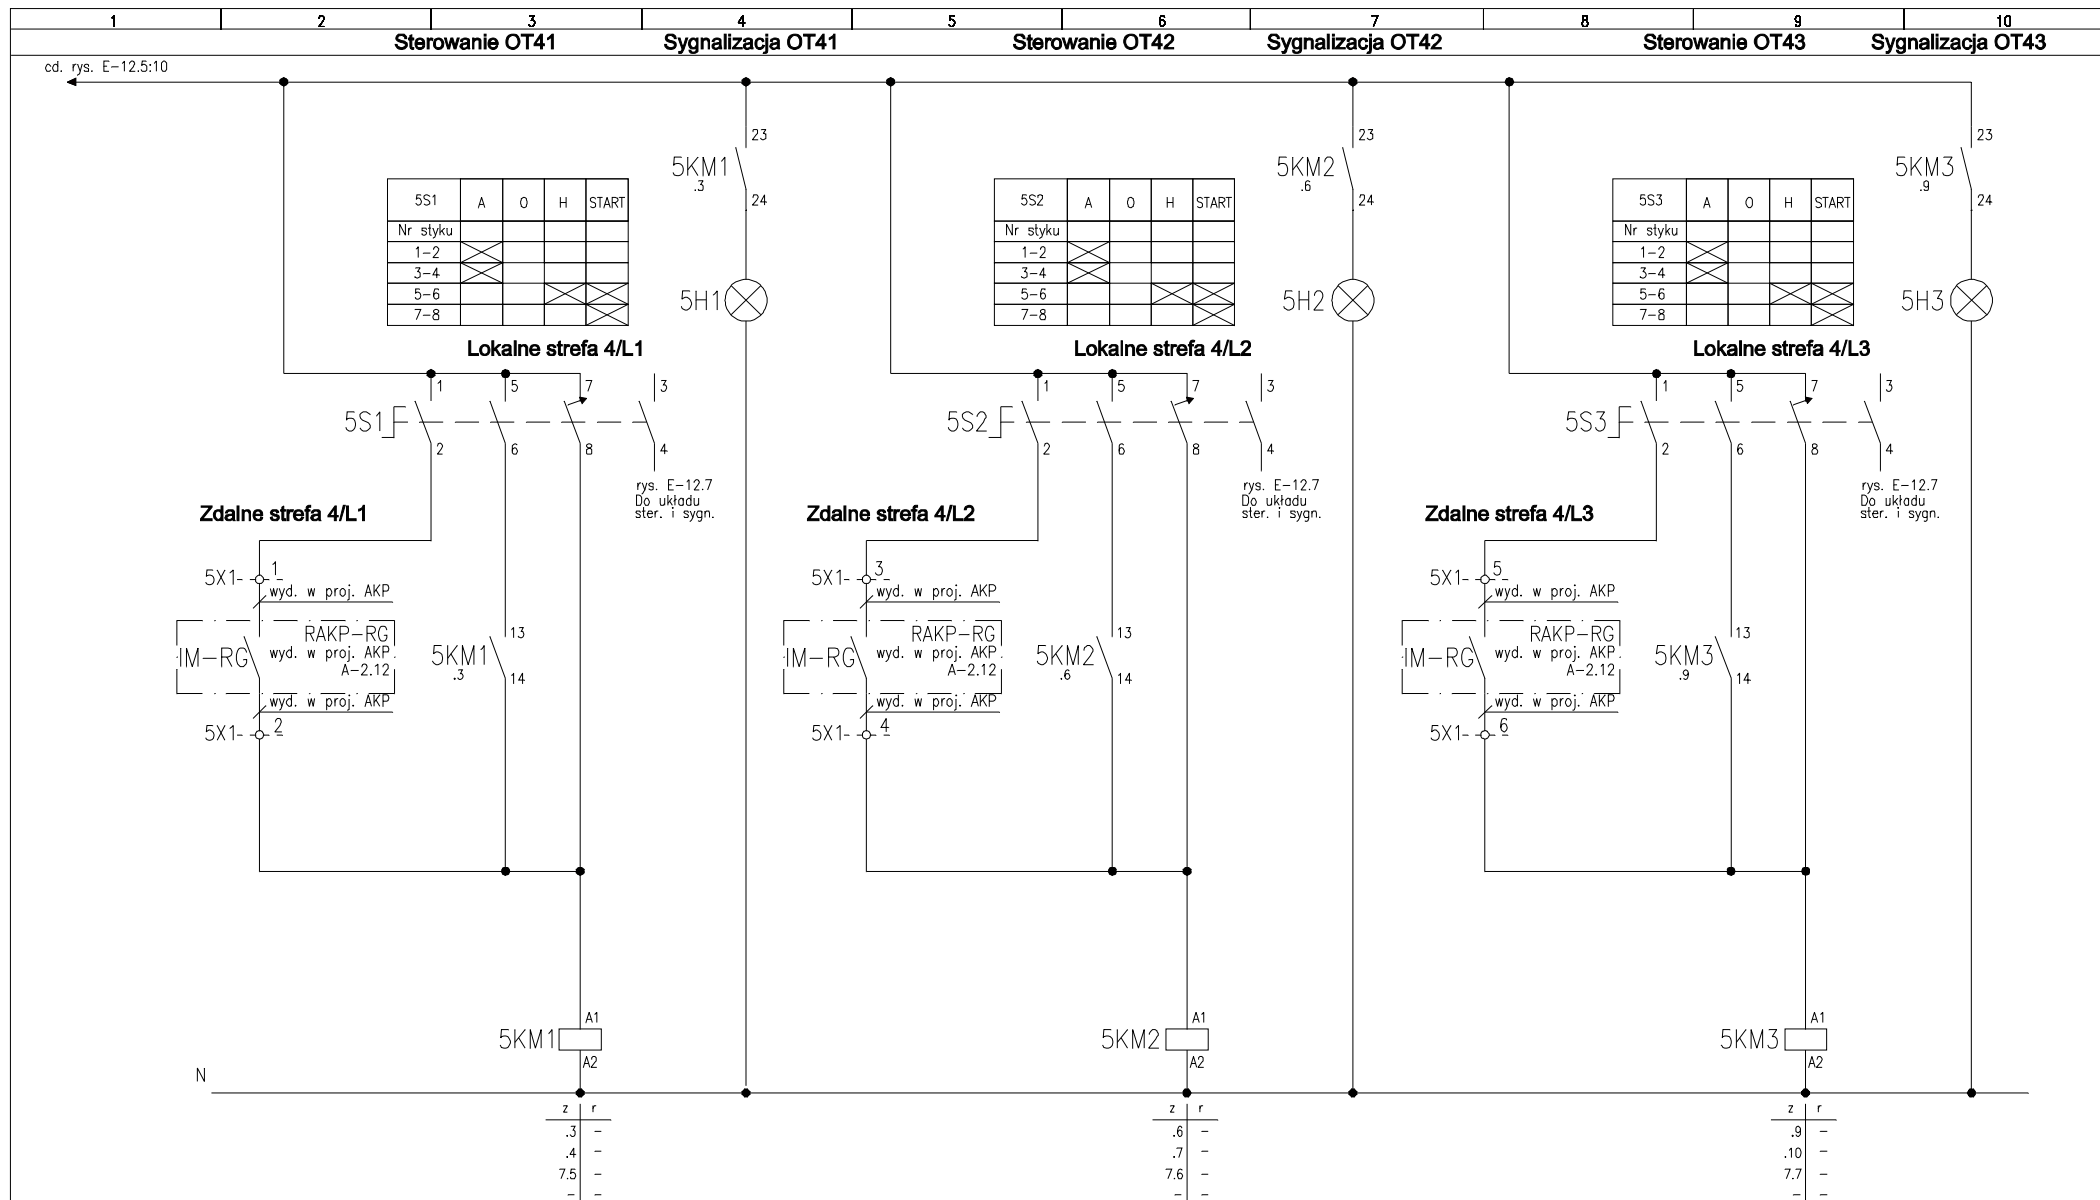 1 2 3 4 5 6 7 8 9 10
Sterowanie OT41 Sygnalizacja OT41 Sterowanie OT42 Sygnalizacja OT42 Sterowanie OT43 Sygnalizacja OT43
cd. rys. E-12.5:10
23
5KM1
.3
24
5S1 A O H START
Nr styku
1-2
3-4
5-6
7-8
5H1
Lokalne strefa 4/L1
1 5 7 3
5S1
2 6 8 4
rys. E-12.7
Do układu
ster. i sygn.
Zdalne strefa 4/L1
5X1- 1
wyd. w proj. AKP
RAKP-RG
IM-RG wyd. w proj. AKP
A-2.12
wyd. w proj. AKP
5X1- 2
13
5KM1
.3
14
A1
5KM1
A2
N
z r
.3 -
.4 -
7.5 -
- -
23
5KM2
.6
24
5S2 A O H START
Nr styku
1-2
3-4
5-6
7-8
5H2
Lokalne strefa 4/L2
1 5 7 3
5S2
2 6 8 4
rys. E-12.7
Do układu
ster. i sygn.
Zdalne strefa 4/L2
5X1- 3
wyd. w proj. AKP
RAKP-RG
IM-RG wyd. w proj. AKP
A-2.12
wyd. w proj. AKP
5X1- 4
13
5KM2
.6
14
A1
5KM2
A2
z r
.6 -
.7 -
7.6 -
- -
23
5KM3
.9
24
5S3 A O H START
Nr styku
1-2
3-4
5-6
7-8
5H3
Lokalne strefa 4/L3
1 5 7 3
5S3
2 6 8 4
rys. E-12.7
Do układu
ster. i sygn.
Zdalne strefa 4/L3
5X1- 5
wyd. w proj. AKP
RAKP-RG
IM-RG wyd. w proj. AKP
A-2.12
wyd. w proj. AKP
5X1- 6
13
5KM3
.9
14
A1
5KM3
A2
z r
.9 -
.10 -
7.7 -
- -